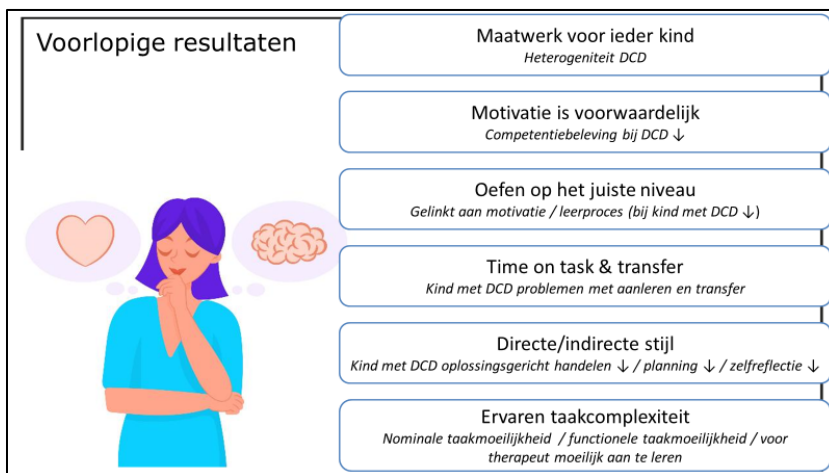 Voorlopige resultaten
Maatwerk voor ieder kind
Heterogeniteit DCD
Motivatie is voorwaardelijk
Competentiebeleving bij DCD ↓
Oefen op het juiste niveau
Gelinkt aan motivatie / leerproces (bij kind met DCD ↓)
Time on task & transfer
Kind met DCD problemen met aanleren en transfer
Directe/indirecte stijl
Kind met DCD oplossingsgericht handelen ↓ / planning ↓ / zelfreflectie ↓
Ervaren taakcomplexiteit
Nominale taakmoeilijkheid / functionele taakmoeilijkheid / voor
therapeut moeilijk aan te leren